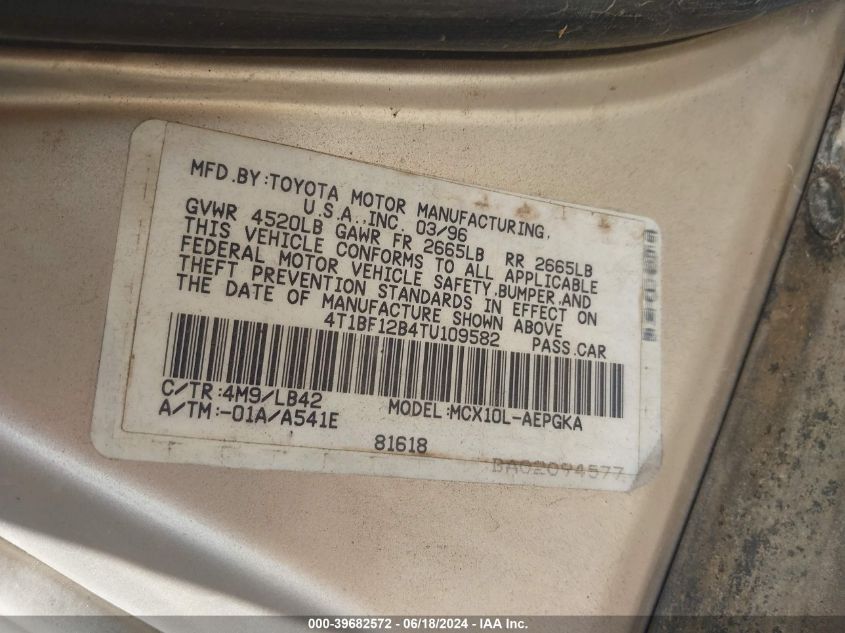 MFD.BY:TOYOTA MOTOR MANUFACTURING,
U.S.A.,INC. 03/96
GVWR 4520LB GAWR FR 2665LB RR 2665LB
THIS VEHICLE CONFORMS TO ALL APPLICABLE
FEDERAL MOTOR VEHICLE SAFETY,BUMPER,AND
THEFT PREVENTION STANDARDS IN EFFECT ON
THE DATE OF MANUFACTURE SHOWN ABOVE
4T1BF12B4TU109582 PASS.CAR
C/TR:4M9/LB42
A/TM:-01A/A541E MODEL:MCX10L-AEPGKA
81618
BA02094577
000-39682572 - 06/18/2024 - IAA Inc.